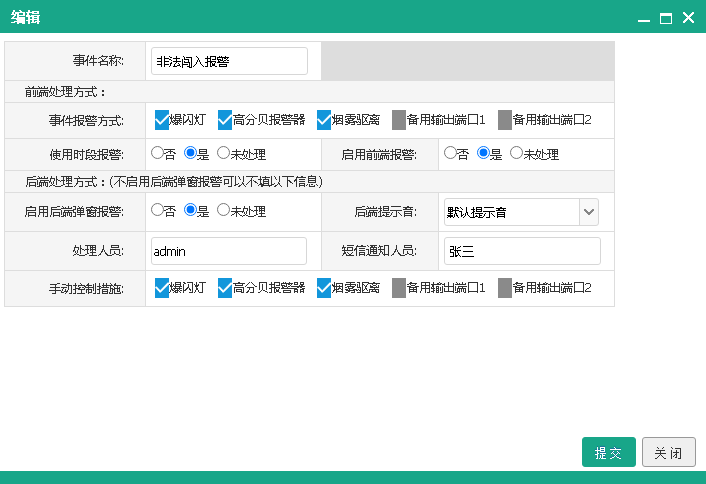 编辑
事件名称: 非法闯入报警
前端处理方式：
事件报警方式: 爆闪灯 高分贝报警器 烟雾驱离 备用输出端口1 备用输出端口2
使用时段报警: 否 是 未处理 启用前端报警: 否 是 未处理
后端处理方式：(不启用后端弹窗报警可以不填以下信息)
启用后端弹窗报警: 否 是 未处理 后端提示音: 默认提示音
处理人员: admin 短信通知人员: 张三
手动控制措施: 爆闪灯 高分贝报警器 烟雾驱离 备用输出端口1 备用输出端口2
提交 关闭